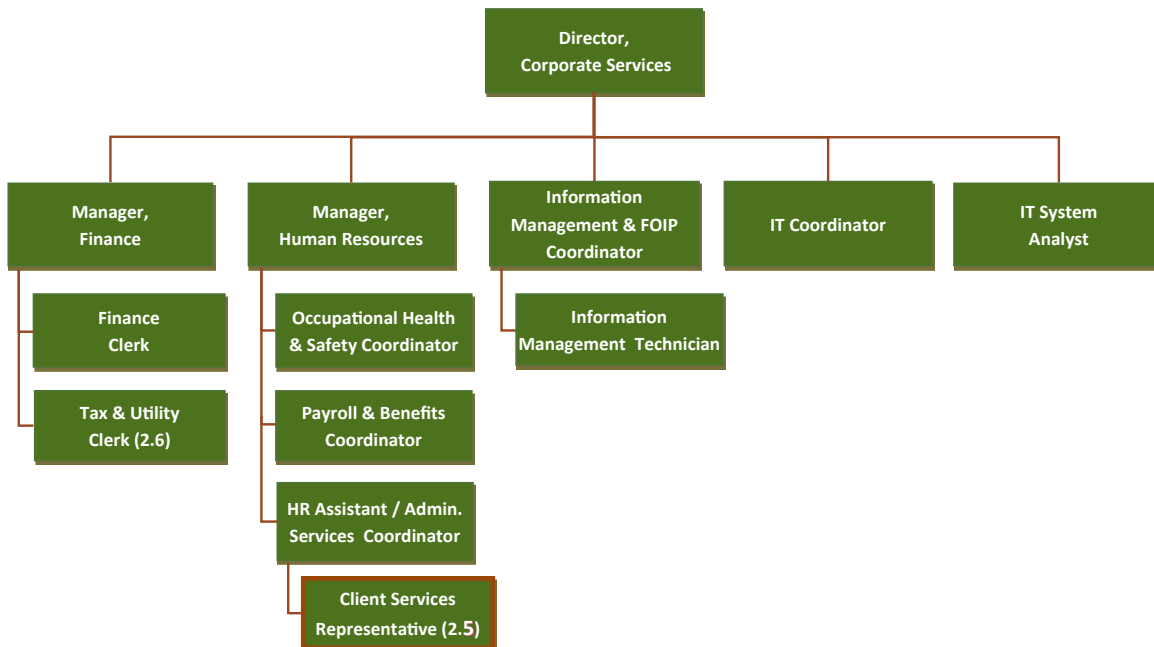 Director,
Corporate Services
Manager,
Finance
Manager,
Human Resources
Information
Management & FOIP
Coordinator
IT Coordinator
IT System
Analyst
Finance
Clerk
Occupational Health
& Safety Coordinator
Information
Management Technician
Tax & Utility
Clerk (2.6)
Payroll & Benefits
Coordinator
HR Assistant / Admin.
Services Coordinator
Client Services
Representative (2.5)